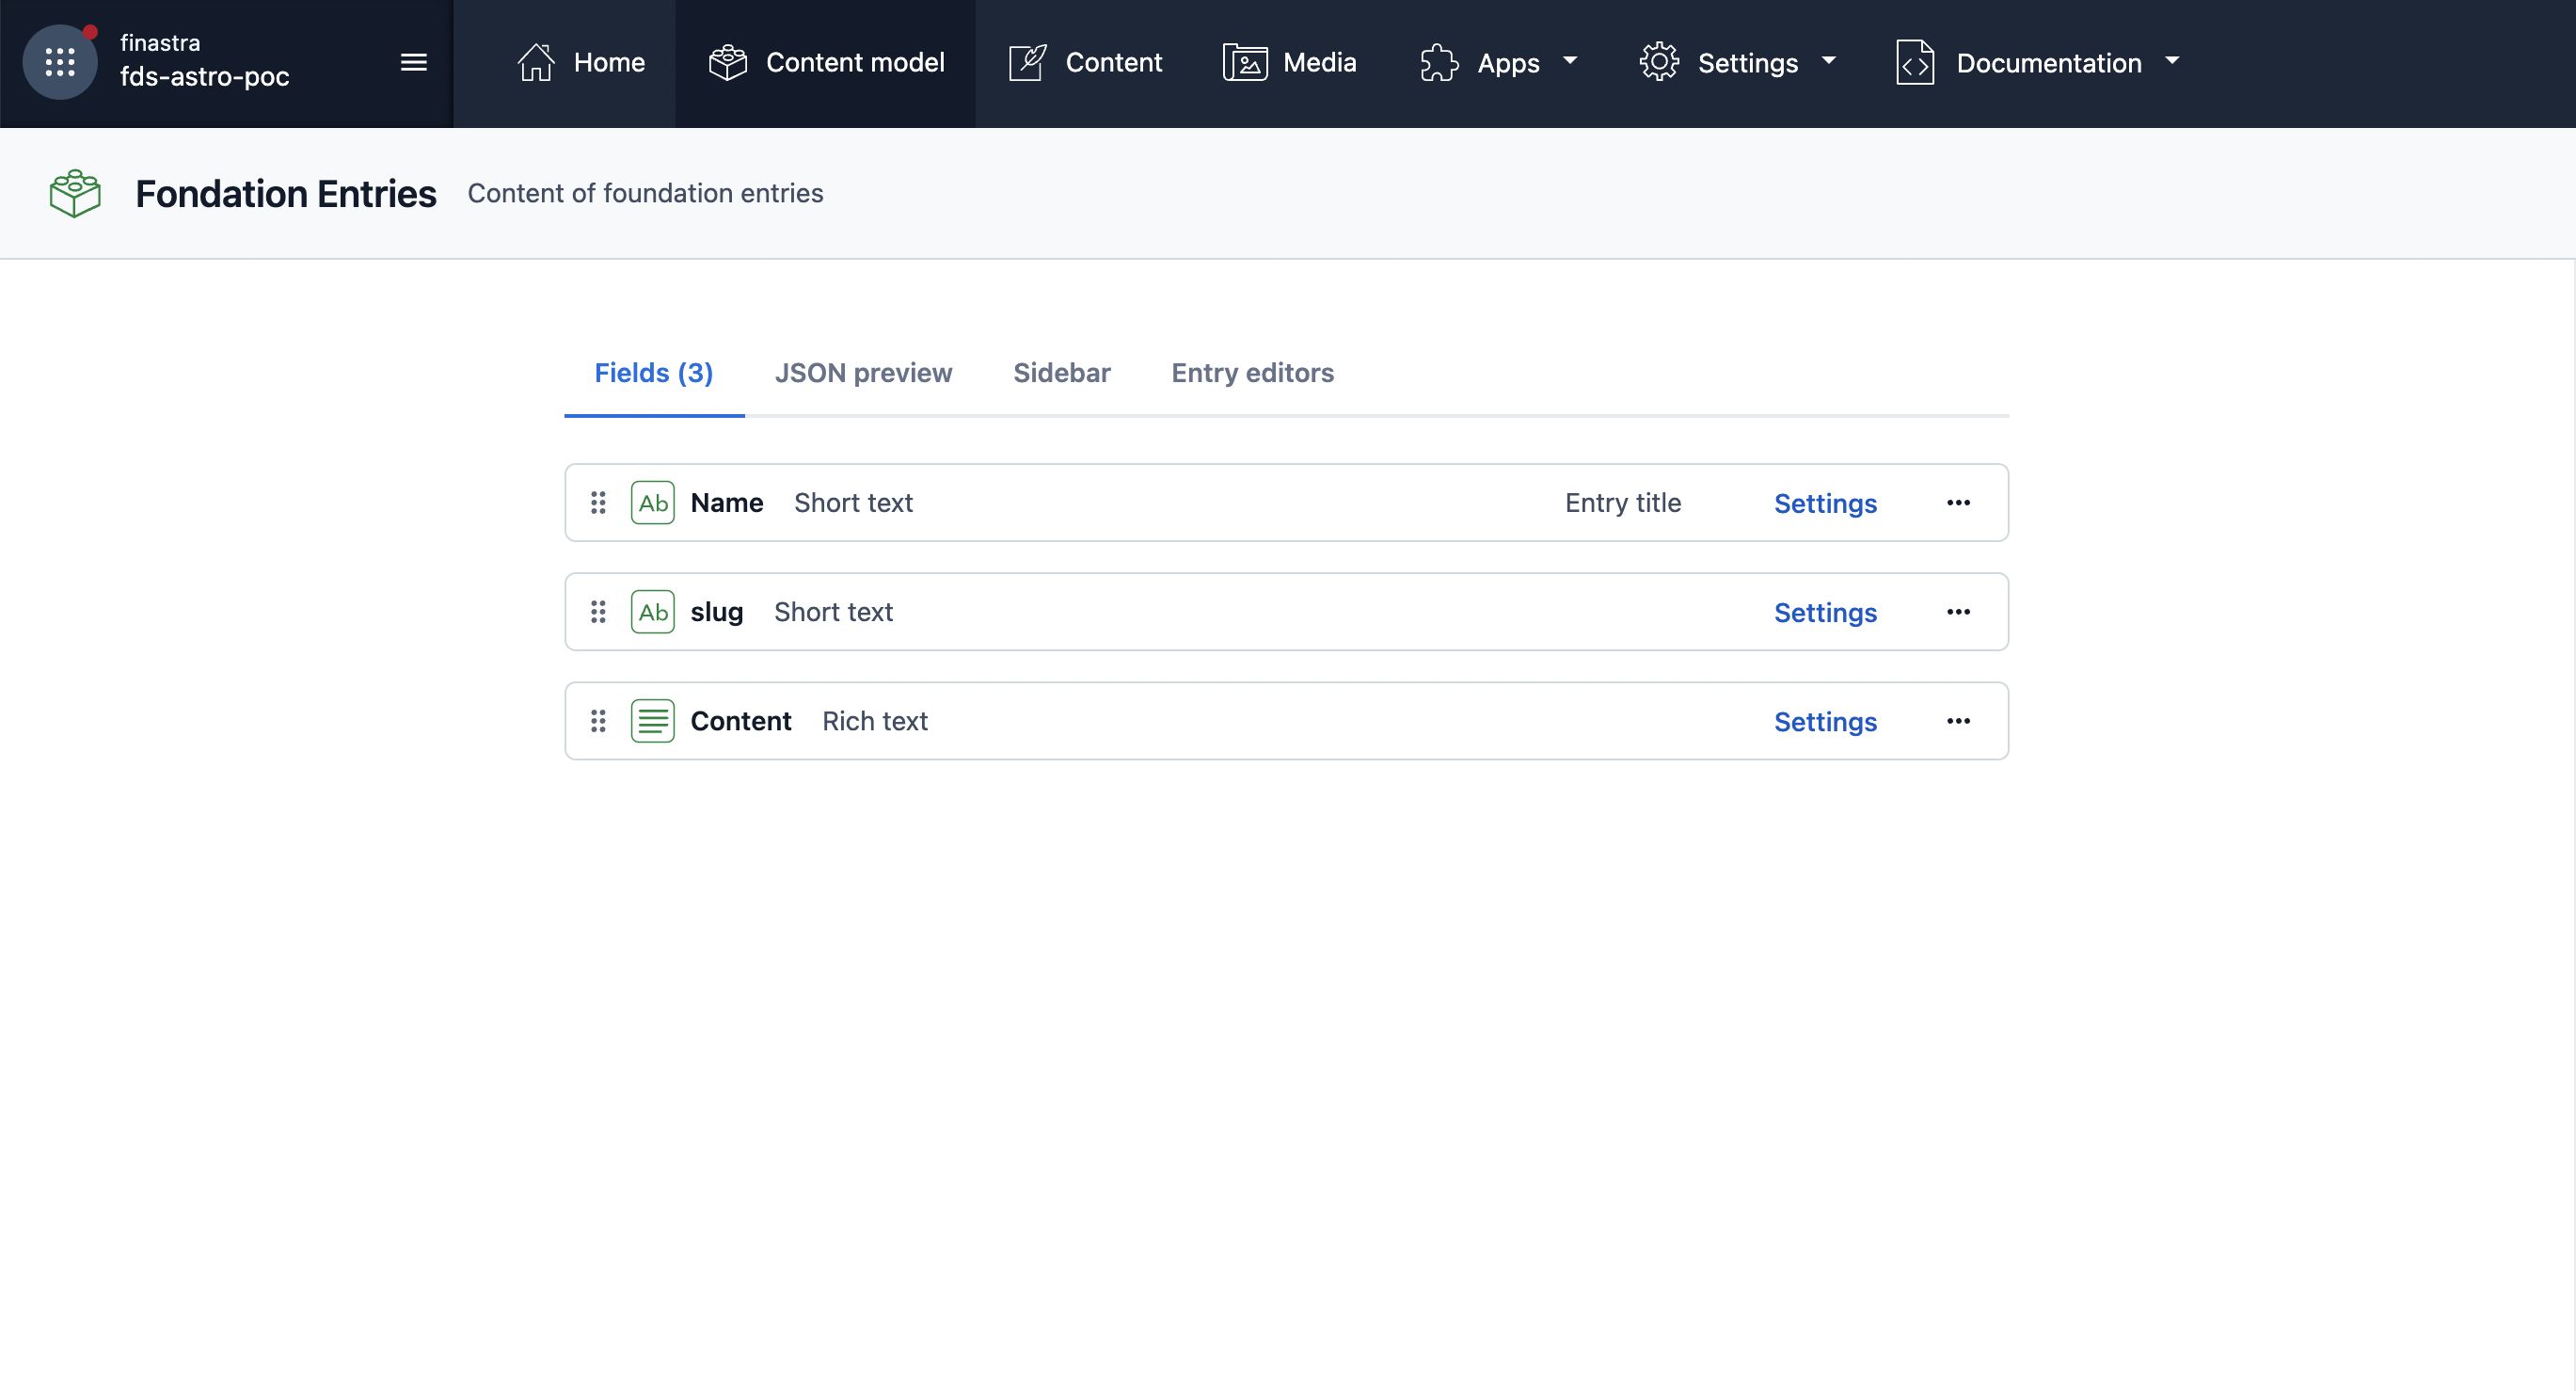 finastra
fds-astro-poc
Home
Content model
Content
Media
Apps
Settings
Documentation
Fondation Entries Content of foundation entries
Fields (3) JSON preview Sidebar Entry editors
Ab Name Short text Entry title Settings
Ab slug Short text Settings
Content Rich text Settings